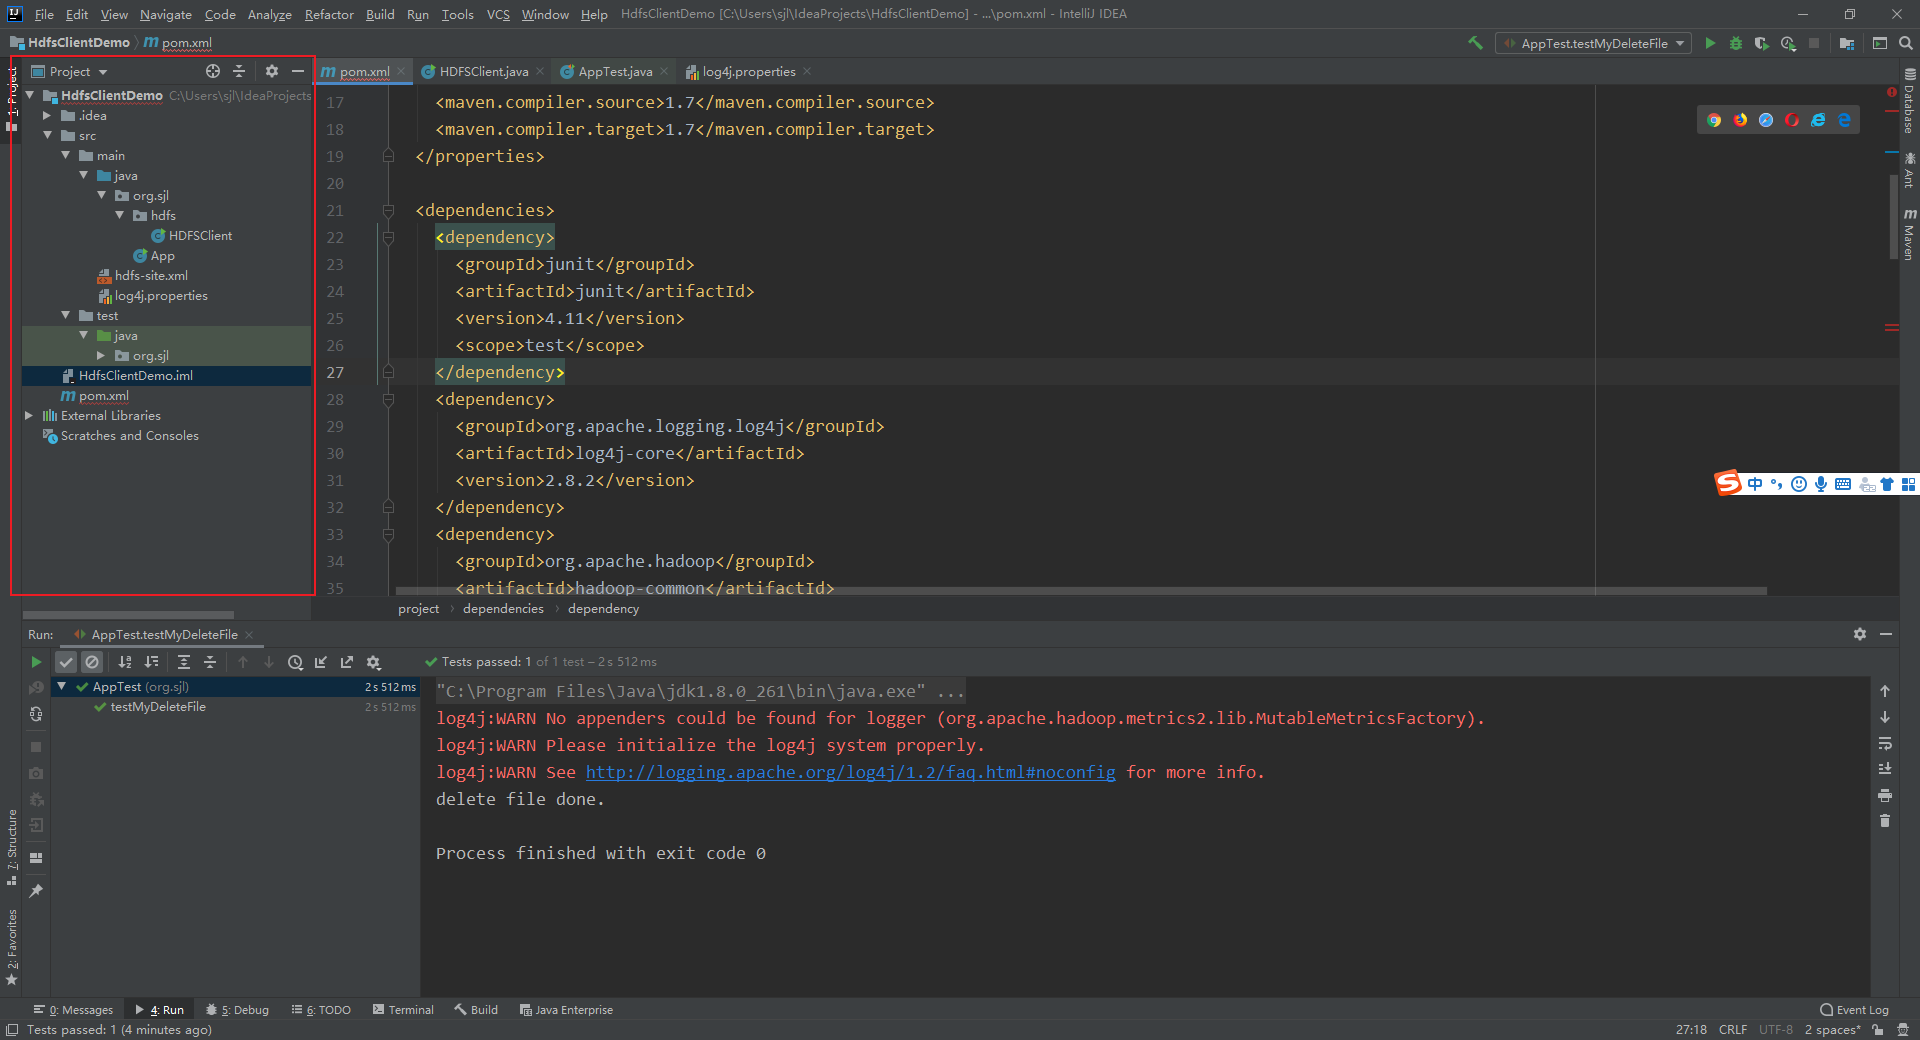 File Edit View Navigate Code Analyze Refactor Build Run Tools VCS Window Help HdfsClientDemo [C:\Users\sjl\IdeaProjects\HdfsClientDemo] - ...\pom.xml - IntelliJ IDEA
HdfsClientDemo pom.xml AppTest.testMyDeleteFile
Project
pom.xml HDFSClient.java AppTest.java log4j.properties
HdfsClientDemo C:\Users\sjl\IdeaProjects
.idea
src
main
java
org.sjl
hdfs
HDFSClient
App
hdfs-site.xml
log4j.properties
test
java
org.sjl
HdfsClientDemo.iml
pom.xml
External Libraries
Scratches and Consoles
17 <maven.compiler.source>1.7</maven.compiler.source>
18 <maven.compiler.target>1.7</maven.compiler.target>
19 </properties>
20
21 <dependencies>
22 <dependency>
23 <groupId>junit</groupId>
24 <artifactId>junit</artifactId>
25 <version>4.11</version>
26 <scope>test</scope>
27 </dependency>
28 <dependency>
29 <groupId>org.apache.logging.log4j</groupId>
30 <artifactId>log4j-core</artifactId>
31 <version>2.8.2</version>
32 </dependency>
33 <dependency>
34 <groupId>org.apache.hadoop</groupId>
35 <artifactId>hadoop-common</artifactId>
project dependencies dependency
Database
Ant
Maven
中
Run: AppTest.testMyDeleteFile
Tests passed: 1 of 1 test – 2 s 512 ms
AppTest (org.sjl) 2 s 512 ms
testMyDeleteFile 2 s 512 ms
"C:\Program Files\Java\jdk1.8.0_261\bin\java.exe" ...
log4j:WARN No appenders could be found for logger (org.apache.hadoop.metrics2.lib.MutableMetricsFactory).
log4j:WARN Please initialize the log4j system properly.
log4j:WARN See http://logging.apache.org/log4j/1.2/faq.html#noconfig for more info.
delete file done.
Process finished with exit code 0
7: Structure
2: Favorites
0: Messages 4: Run 5: Debug 6: TODO Terminal Build Java Enterprise Event Log
Tests passed: 1 (4 minutes ago) 27:18 CRLF UTF-8 2 spaces*